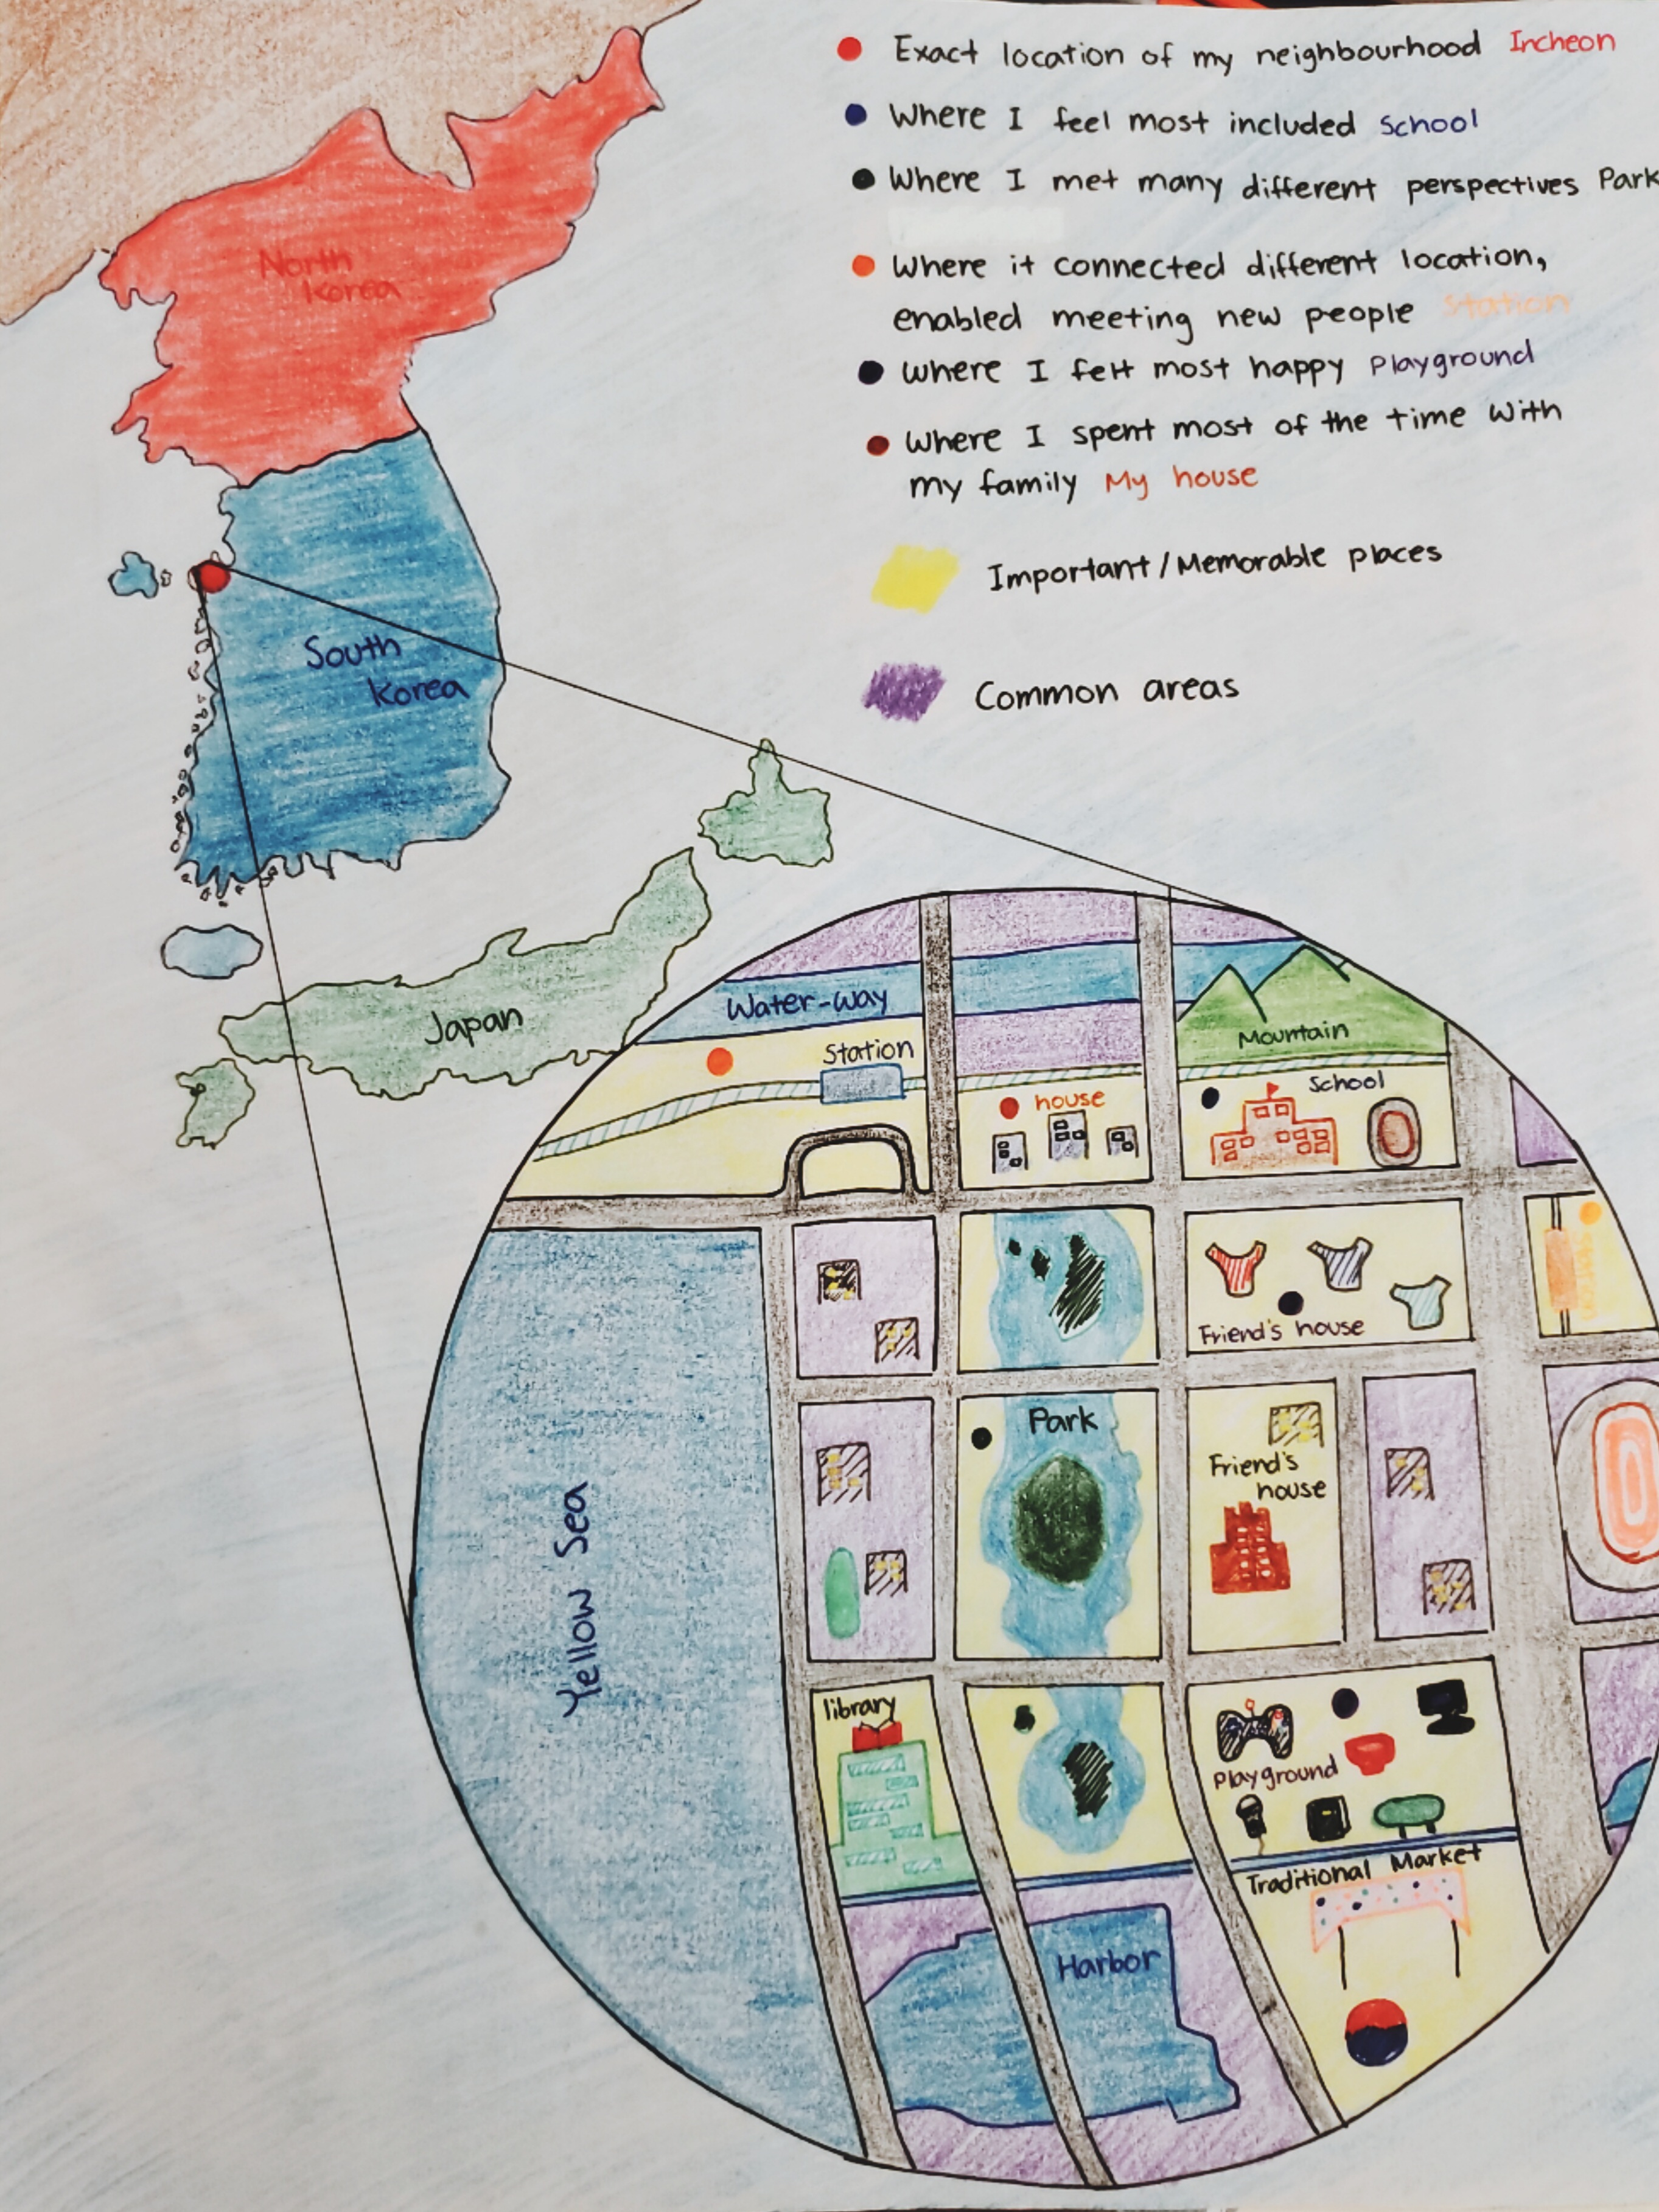 Exact location of my neighbourhood Incheon
Where I feel most included School
Where I met many different perspectives Park
Where it connected different location,
enabled meeting new people Station
Where I felt most happy Playground
Where I spent most of the time with
my family My house
Important/Memorable places
Common areas
North
Korea
South
Korea
Japan
Water-way
Mountain
Station
house
School
Friend's house
Station
Park
Friend's
house
Yellow Sea
library
Playground
Traditional Market
Harbor